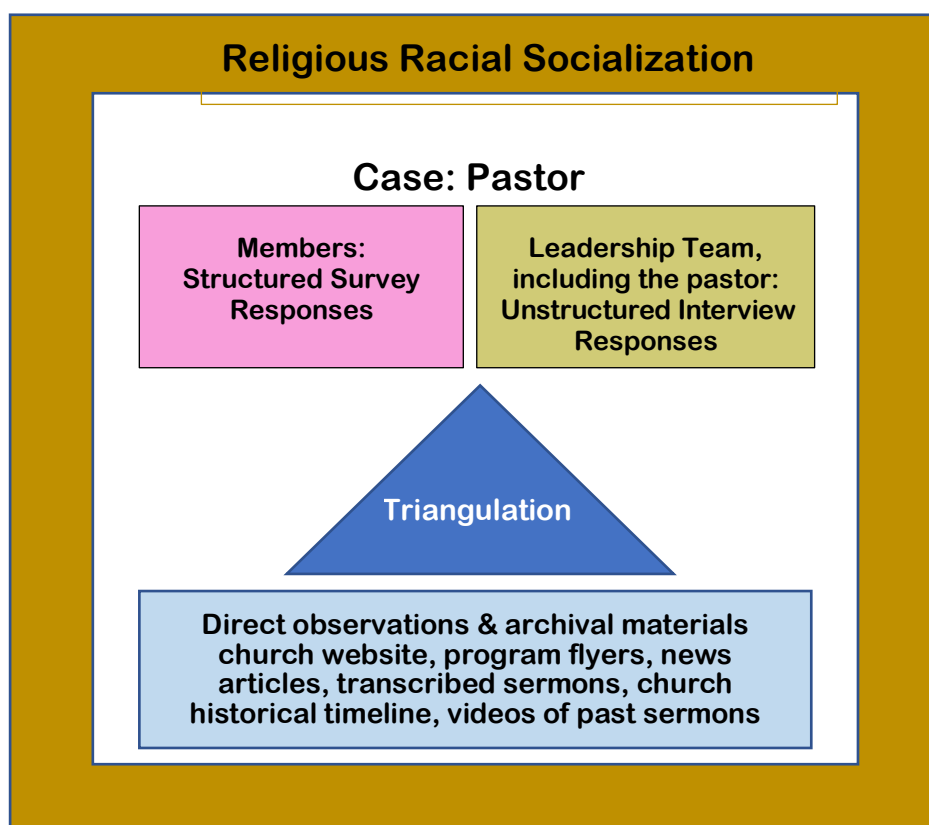 Religious Racial Socialization
Case: Pastor
Members:
Structured Survey
Responses
Leadership Team,
including the pastor:
Unstructured Interview
Responses
Triangulation
Direct observations & archival materials
church website, program flyers, news
articles, transcribed sermons, church
historical timeline, videos of past sermons